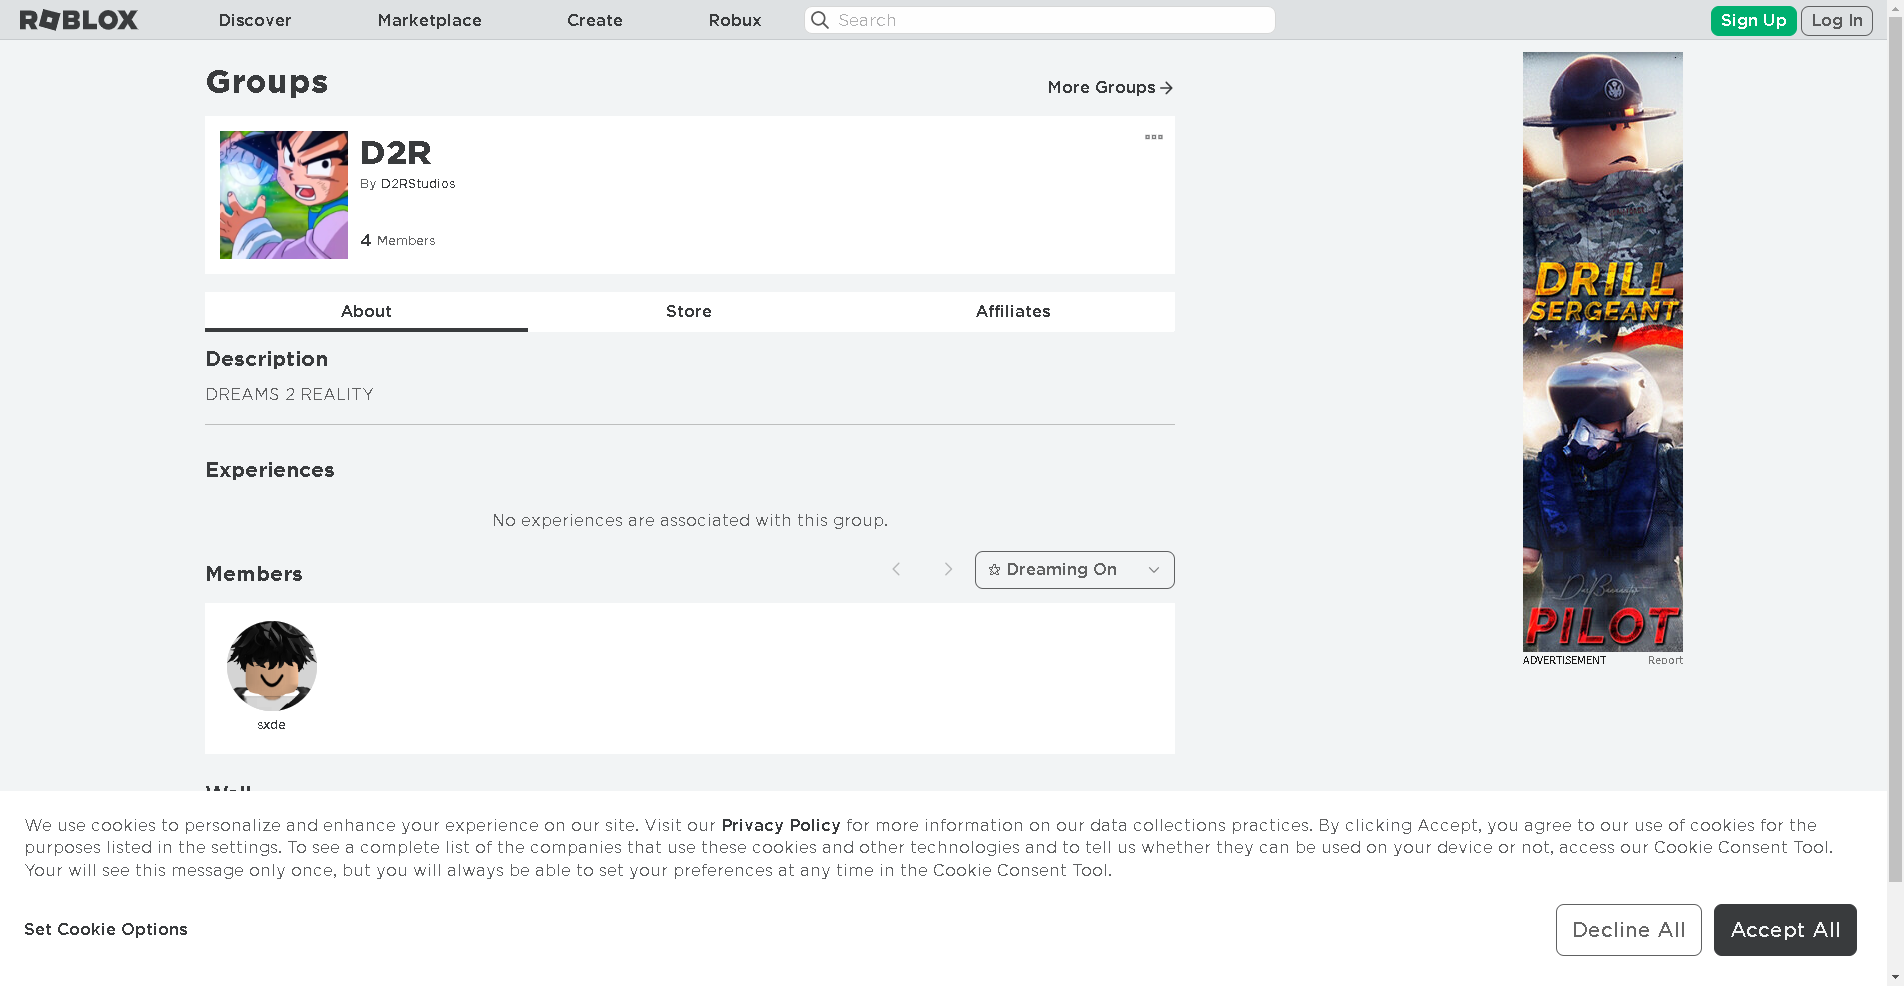 ROBLOX Discover Marketplace Create Robux Search Sign Up Log In
Groups
More Groups
D2R
By D2RStudios
4 Members
About Store Affiliates
Description
DREAMS 2 REALITY
Experiences
No experiences are associated with this group.
Members
Dreaming On
sxde
Wall
DRILL
SERGEANT
CAVIAR
PILOT
ADVERTISEMENT Report
We use cookies to personalize and enhance your experience on our site. Visit our Privacy Policy for more information on our data collections practices. By clicking Accept, you agree to our use of cookies for the
purposes listed in the settings. To see a complete list of the companies that use these cookies and other technologies and to tell us whether they can be used on your device or not, access our Cookie Consent Tool.
Your will see this message only once, but you will always be able to set your preferences at any time in the Cookie Consent Tool.
Set Cookie Options
Decline All Accept All